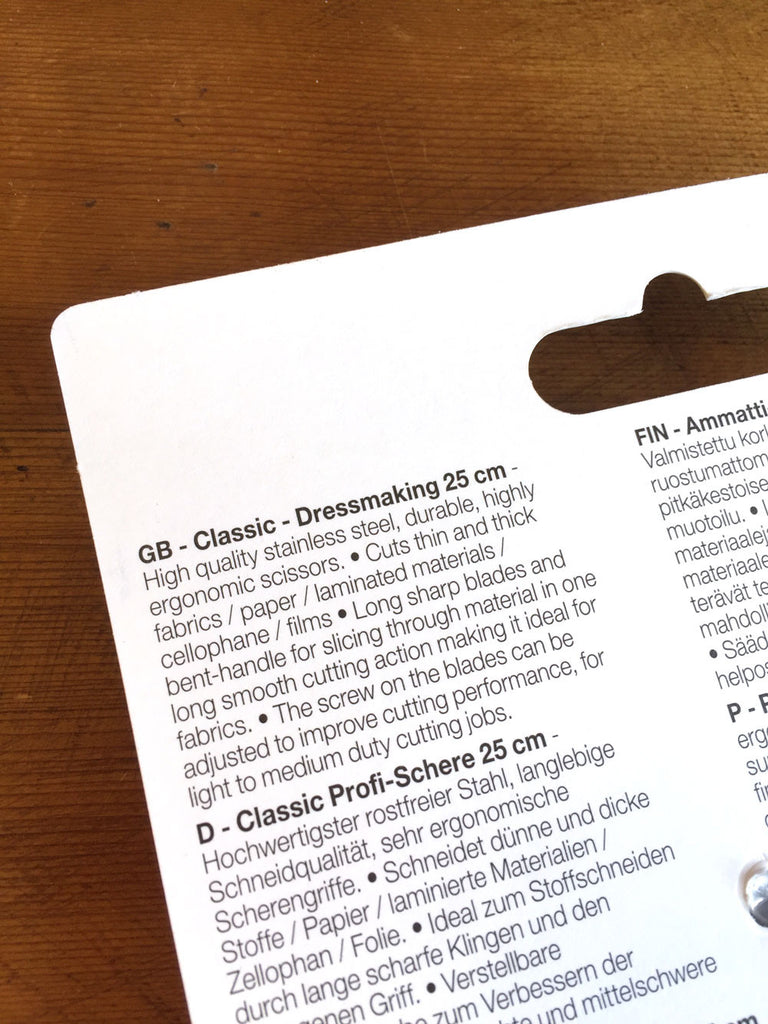 GB - Classic - Dressmaking 25 cm -
High quality stainless steel, durable, highly
ergonomic scissors. • Cuts thin and thick
fabrics / paper / laminated materials /
cellophane / films • Long sharp blades and
bent-handle for slicing through material in one
long smooth cutting action making it ideal for
fabrics. • The screw on the blades can be
adjusted to improve cutting performance, for
light to medium duty cutting jobs.
D - Classic Profi-Schere 25 cm -
Hochwertigster rostfreier Stahl, langlebige
Schneidqualität, sehr ergonomische
Scherengriffe. • Schneidet dünne und dicke
Stoffe / Papier / laminierte Materialien /
Zellophan / Folie. • Ideal zum Stoffschneiden
durch lange scharfe Klingen und den
Griff. • Verstellbare
zum Verbessern der
und mittelschwere
FIN - Ammatti
Valmistettu
ruostumattom
pitkäkestoise
muotoilu. •
materiaalej
materiaale
terävät te
mahdolli
• Sääd
helpos
P -
ergo
su